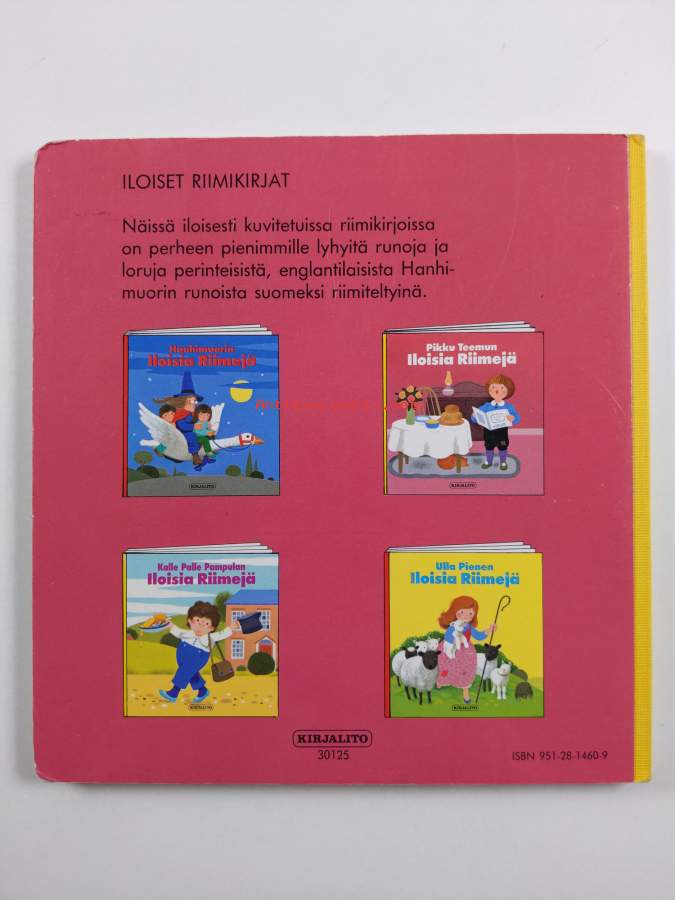 ILOISET RIIMIKIRJAT
Näissä iloisesti kuvitetuissa riimikirjoissa
on perheen pienimmille lyhyitä runoja ja
loruja perinteisistä, englantilaisista Hanhi-
muorin runoista suomeksi riimiteltyinä.
Hanhimuorin
Iloisia Riimejä
KIRJALITO
Pikku Teemun
Iloisia Riimejä
KIRJALITO
Kalle Palle Pampulan
Iloisia Riimejä
KIRJALITO
Ulla Pienen
Iloisia Riimejä
KIRJALITO
KIRJALITO
30125
ISBN 951-28-1460-9